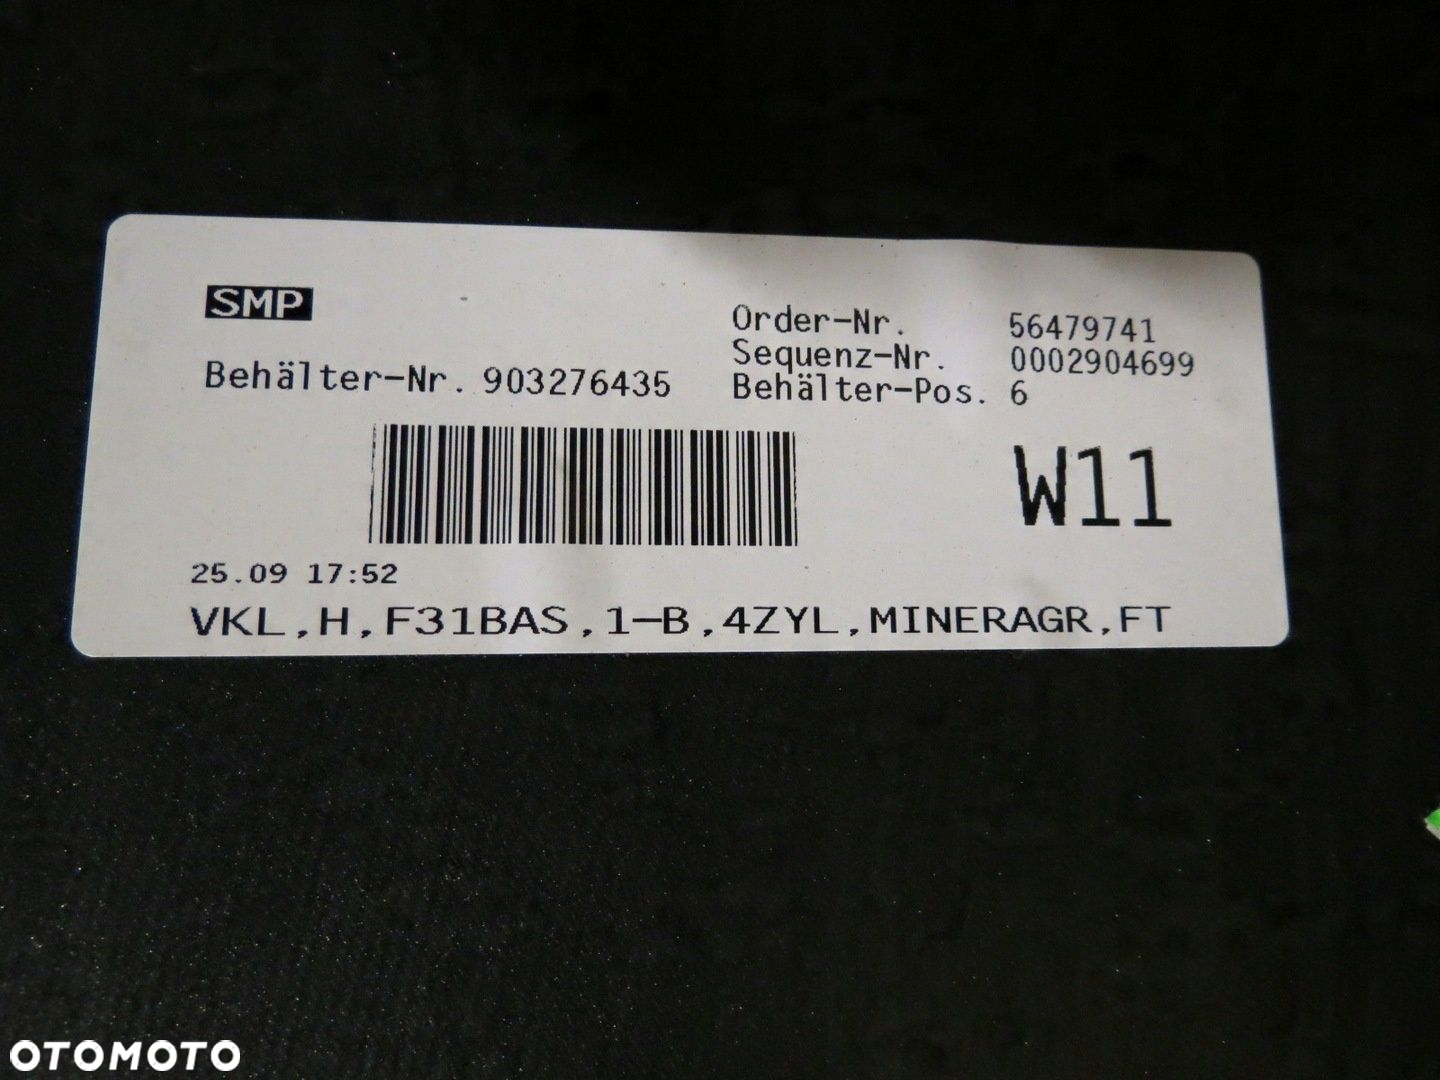 SMP
Behälter-Nr. 903276435
Order-Nr. 56479741
Sequenz-Nr. 0002904699
Behälter-Pos. 6
W11
25.09 17:52
VKL,H,F31BAS,1-B,4ZYL,MINERAGR,FT
OTOMOTO